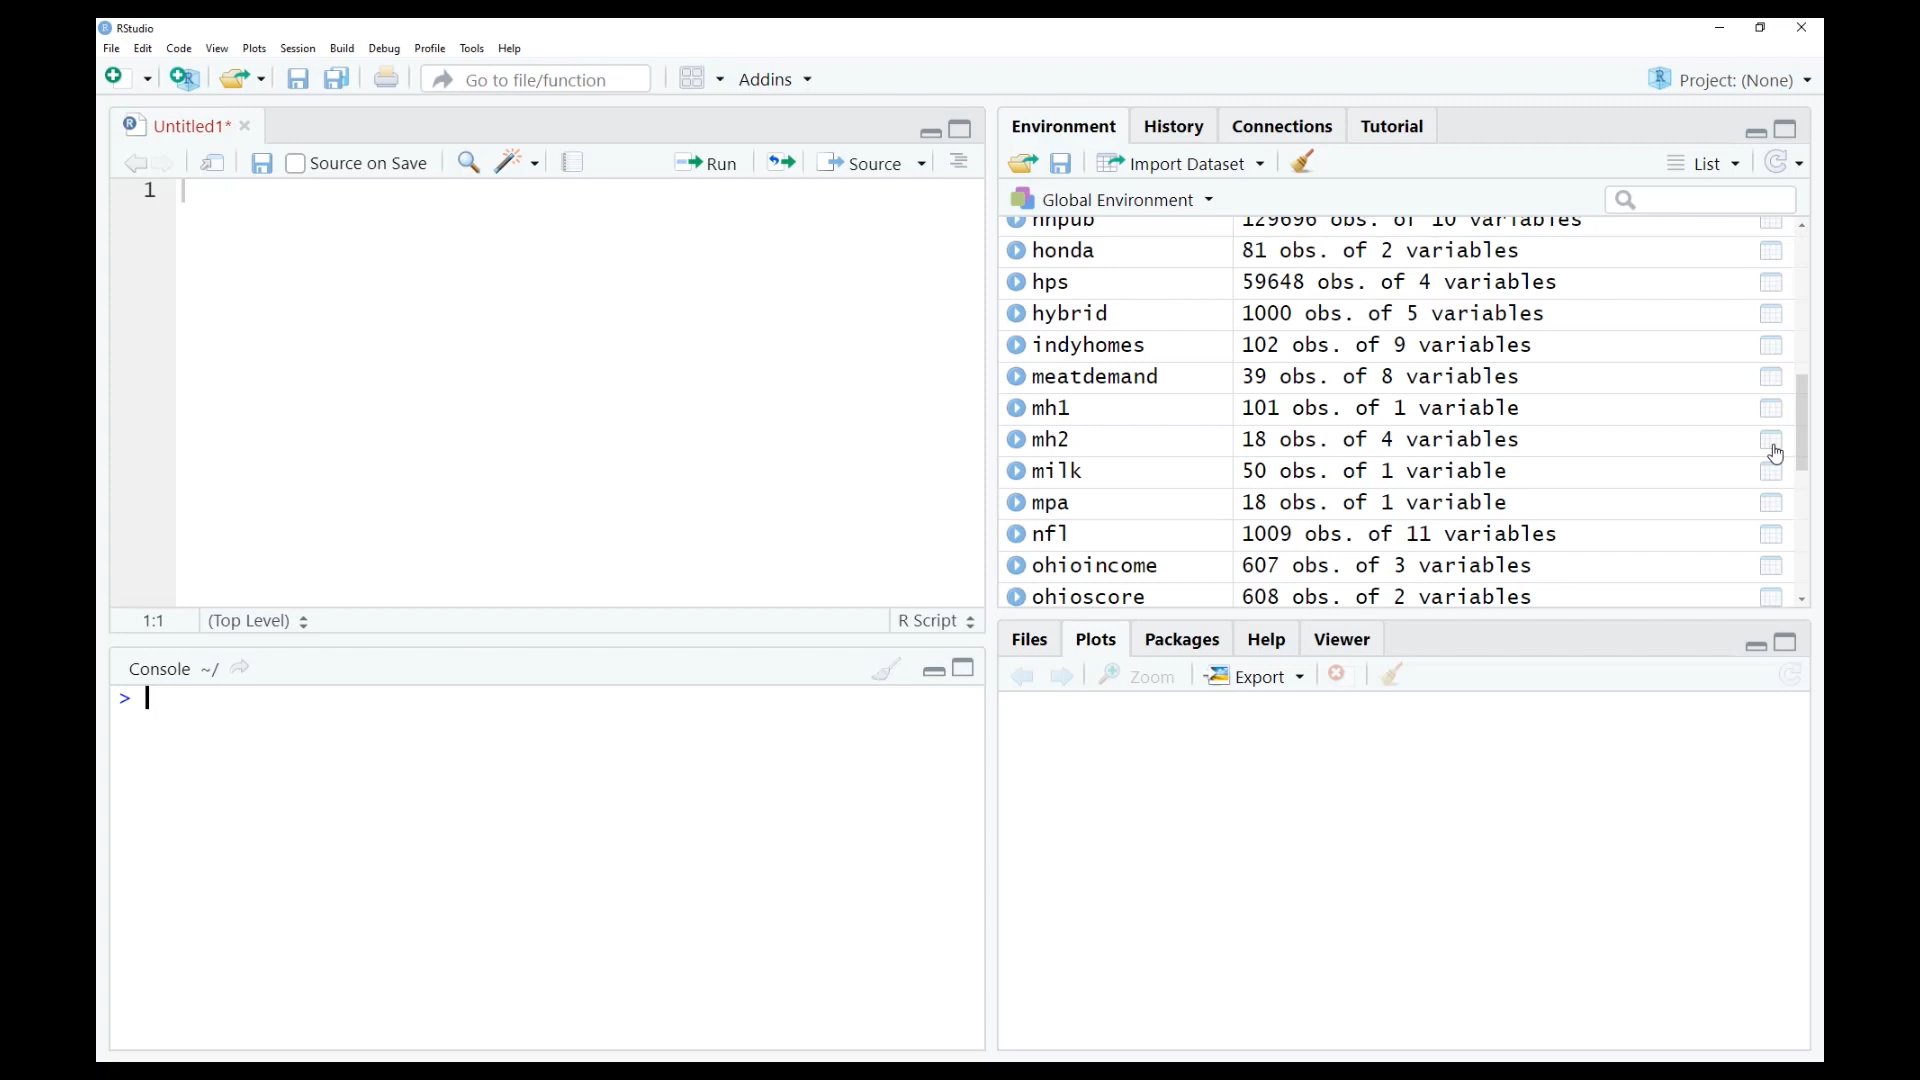 RStudio
File Edit Code View Plots Session Build Debug Profile Tools Help
Go to file/function Addins Project: (None)
Untitled1*
Source on Save Run Source
1
1:1 (Top Level) R Script
Console ~/
>
Environment History Connections Tutorial
Import Dataset List
Global Environment
hhpub 129696 obs. of 10 variables
honda 81 obs. of 2 variables
hps 59648 obs. of 4 variables
hybrid 1000 obs. of 5 variables
indyhomes 102 obs. of 9 variables
meatdemand 39 obs. of 8 variables
mh1 101 obs. of 1 variable
mh2 18 obs. of 4 variables
milk 50 obs. of 1 variable
mpa 18 obs. of 1 variable
nfl 1009 obs. of 11 variables
ohioincome 607 obs. of 3 variables
ohioscore 608 obs. of 2 variables
Files Plots Packages Help Viewer
Zoom Export